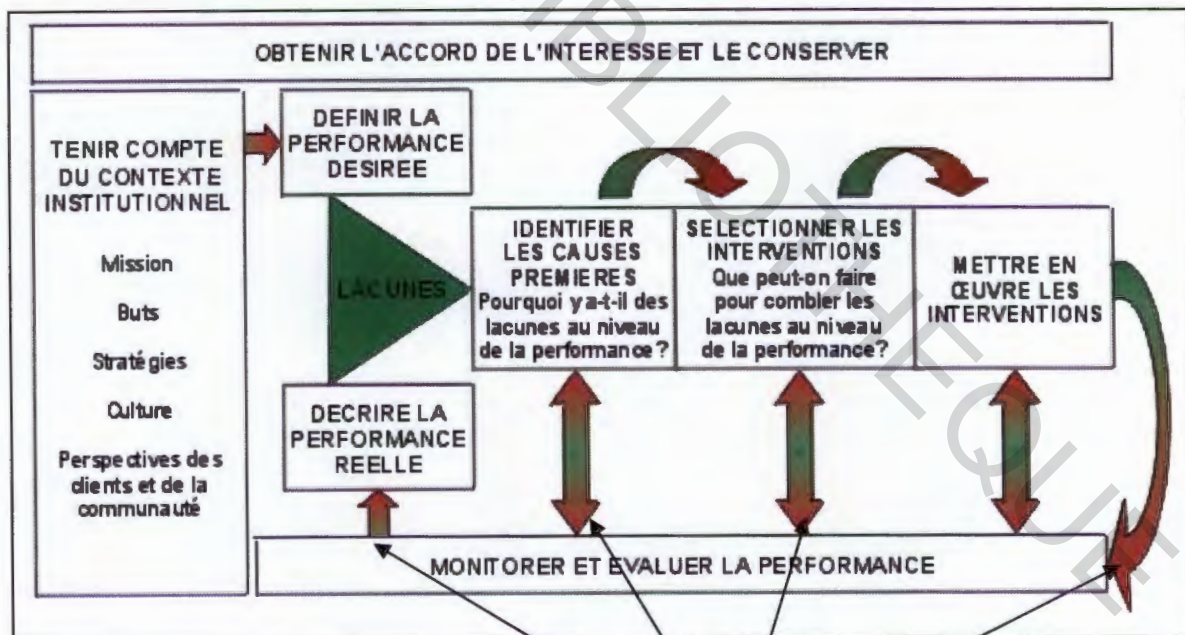 OBTENIR L'ACCORD DE L'INTERESSE ET LE CONSERVER
TENIR COMPTE
DU CONTEXTE
INSTITUTIONNEL
Mission
Buts
Stratégies
Culture
Perspectives des
clients et de la
communauté
DEFINIR LA
PERFORMANCE
DESIREE
LACUNES
DECRIRE LA
PERFORMANCE
REELLE
IDENTIFIER
LES CAUSES
PREMIERES
Pourquoi ya-t-il des
lacunes au niveau
de la performance ?
SELECTIONNER LES
INTERVENTIONS
Que peut-on faire
pour combler les
lacunes au niveau
de la performance ?
METTRE EN
ŒUVRE LES
INTERVENTIONS
MONITORER ET EVALUER LA PERFORMANCE
BIBLIOTHEQUE